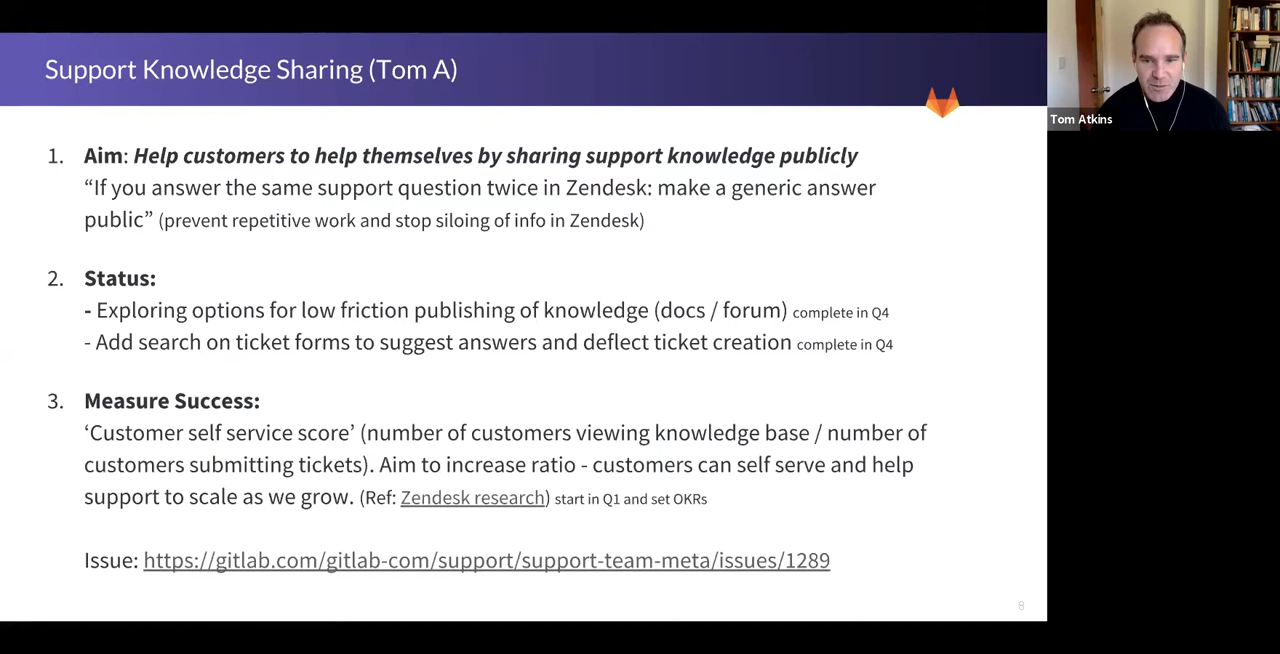 Support Knowledge Sharing (Tom A)
Tom Atkins
1. Aim: Help customers to help themselves by sharing support knowledge publicly
“If you answer the same support question twice in Zendesk: make a generic answer
public” (prevent repetitive work and stop siloing of info in Zendesk)
2. Status:
- Exploring options for low friction publishing of knowledge (docs / forum) complete in Q4
- Add search on ticket forms to suggest answers and deflect ticket creation complete in Q4
3. Measure Success:
‘Customer self service score’ (number of customers viewing knowledge base / number of
customers submitting tickets). Aim to increase ratio - customers can self serve and help
support to scale as we grow. (Ref: Zendesk research) start in Q1 and set OKRs
Issue: https://gitlab.com/gitlab-com/support/support-team-meta/issues/1289
8